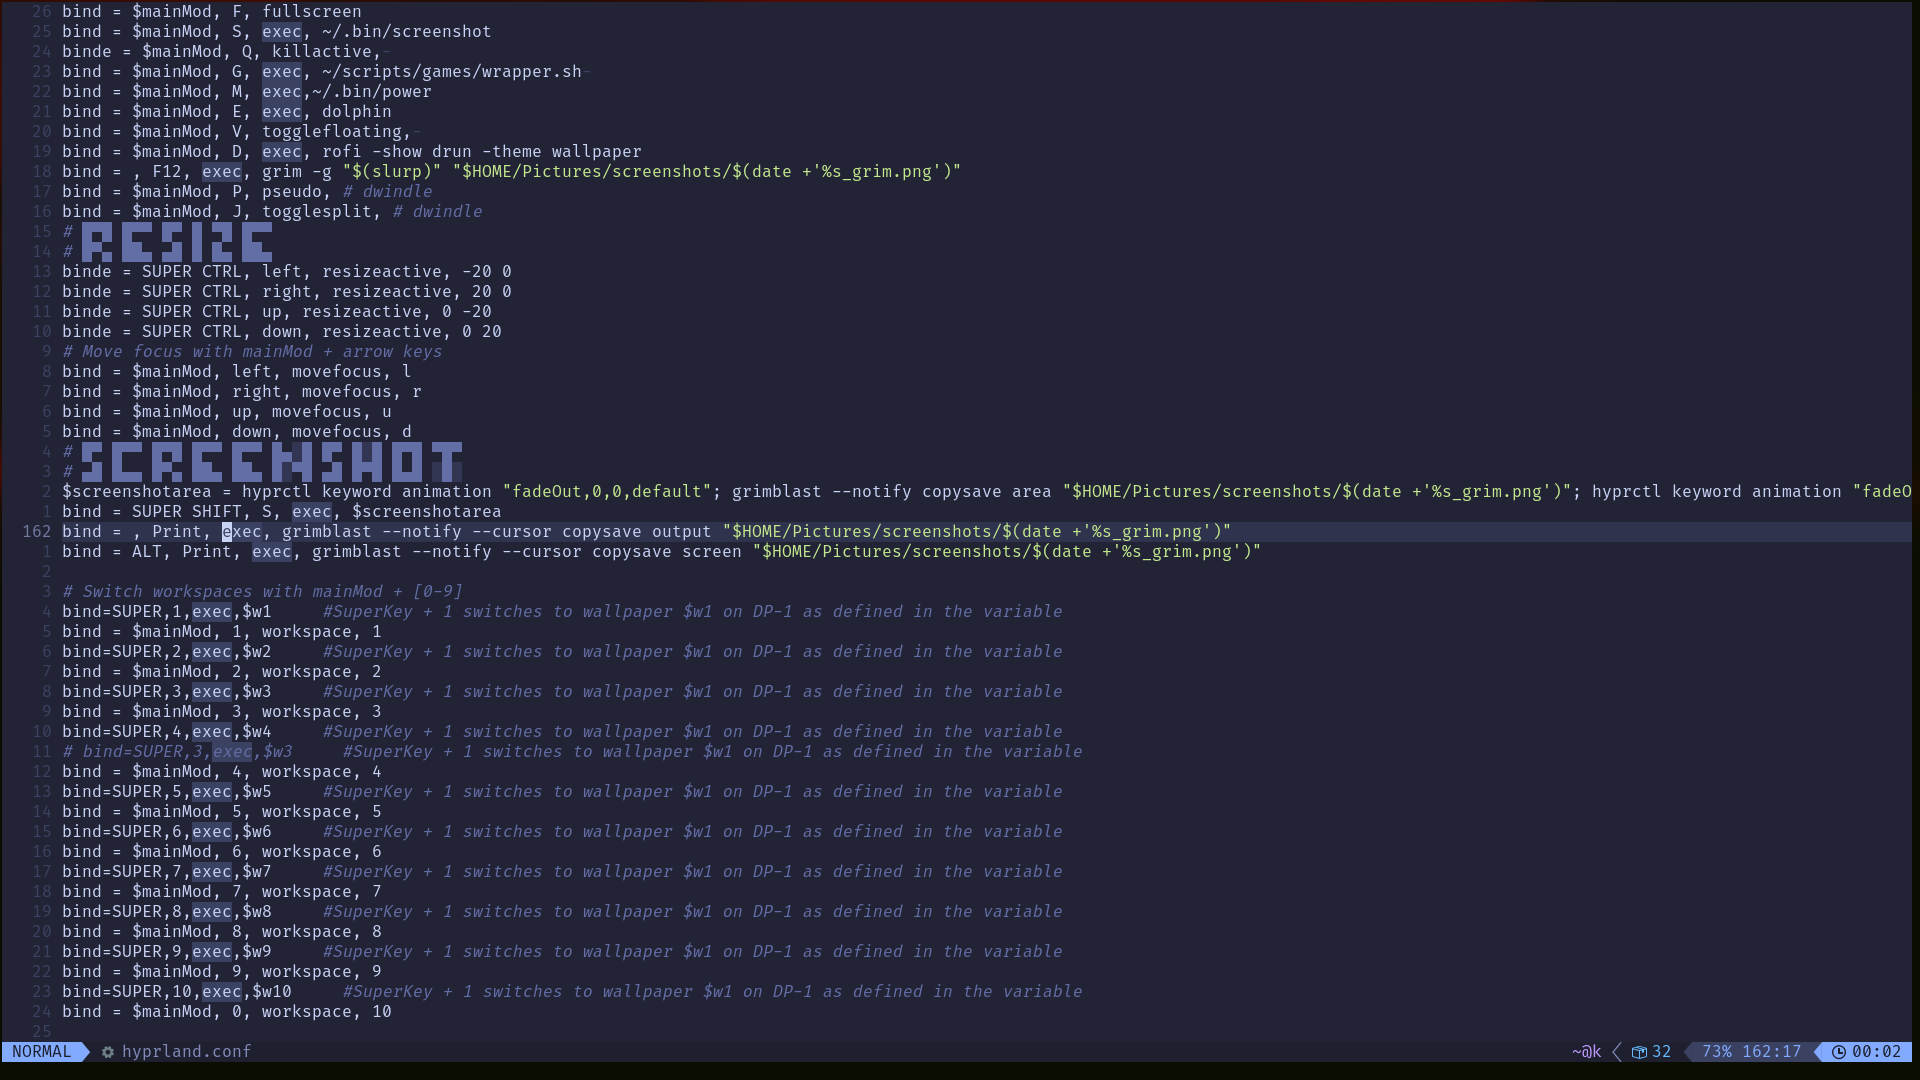 26 bind = $mainMod, F, fullscreen
25 bind = $mainMod, S, exec, ~/.bin/screenshot
24 binde = $mainMod, Q, killactive,-
23 bind = $mainMod, G, exec, ~/scripts/games/wrapper.sh-
22 bind = $mainMod, M, exec,~/.bin/power
21 bind = $mainMod, E, exec, dolphin
20 bind = $mainMod, V, togglefloating,-
19 bind = $mainMod, D, exec, rofi -show drun -theme wallpaper
18 bind = , F12, exec, grim -g "$(slurp)" "$HOME/Pictures/screenshots/$(date +'%s_grim.png')"
17 bind = $mainMod, P, pseudo, # dwindle
16 bind = $mainMod, J, togglesplit, # dwindle
15 # RESIZE
14 #
13 binde = SUPER CTRL, left, resizeactive, -20 0
12 binde = SUPER CTRL, right, resizeactive, 20 0
11 binde = SUPER CTRL, up, resizeactive, 0 -20
10 binde = SUPER CTRL, down, resizeactive, 0 20
9 # Move focus with mainMod + arrow keys
8 bind = $mainMod, left, movefocus, l
7 bind = $mainMod, right, movefocus, r
6 bind = $mainMod, up, movefocus, u
5 bind = $mainMod, down, movefocus, d
4 # SCREENSHOT
3 #
2 $screenshotarea = hyprctl keyword animation "fadeOut,0,0,default"; grimblast --notify copysave area "$HOME/Pictures/screenshots/$(date +'%s_grim.png')"; hyprctl keyword animation "fadeO
1 bind = SUPER SHIFT, S, exec, $screenshotarea
162 bind = , Print, exec, grimblast --notify --cursor copysave output "$HOME/Pictures/screenshots/$(date +'%s_grim.png')"
1 bind = ALT, Print, exec, grimblast --notify --cursor copysave screen "$HOME/Pictures/screenshots/$(date +'%s_grim.png')"
2
3 # Switch workspaces with mainMod + [0-9]
4 bind=SUPER,1,exec,$w1     #SuperKey + 1 switches to wallpaper $w1 on DP-1 as defined in the variable
5 bind = $mainMod, 1, workspace, 1
6 bind=SUPER,2,exec,$w2     #SuperKey + 1 switches to wallpaper $w1 on DP-1 as defined in the variable
7 bind = $mainMod, 2, workspace, 2
8 bind=SUPER,3,exec,$w3     #SuperKey + 1 switches to wallpaper $w1 on DP-1 as defined in the variable
9 bind = $mainMod, 3, workspace, 3
10 bind=SUPER,4,exec,$w4     #SuperKey + 1 switches to wallpaper $w1 on DP-1 as defined in the variable
11 # bind=SUPER,3,exec,$w3     #SuperKey + 1 switches to wallpaper $w1 on DP-1 as defined in the variable
12 bind = $mainMod, 4, workspace, 4
13 bind=SUPER,5,exec,$w5     #SuperKey + 1 switches to wallpaper $w1 on DP-1 as defined in the variable
14 bind = $mainMod, 5, workspace, 5
15 bind=SUPER,6,exec,$w6     #SuperKey + 1 switches to wallpaper $w1 on DP-1 as defined in the variable
16 bind = $mainMod, 6, workspace, 6
17 bind=SUPER,7,exec,$w7     #SuperKey + 1 switches to wallpaper $w1 on DP-1 as defined in the variable
18 bind = $mainMod, 7, workspace, 7
19 bind=SUPER,8,exec,$w8     #SuperKey + 1 switches to wallpaper $w1 on DP-1 as defined in the variable
20 bind = $mainMod, 8, workspace, 8
21 bind=SUPER,9,exec,$w9     #SuperKey + 1 switches to wallpaper $w1 on DP-1 as defined in the variable
22 bind = $mainMod, 9, workspace, 9
23 bind=SUPER,10,exec,$w10     #SuperKey + 1 switches to wallpaper $w1 on DP-1 as defined in the variable
24 bind = $mainMod, 0, workspace, 10
25
NORMAL hyprland.conf ~@k 32 73% 162:17 00:02